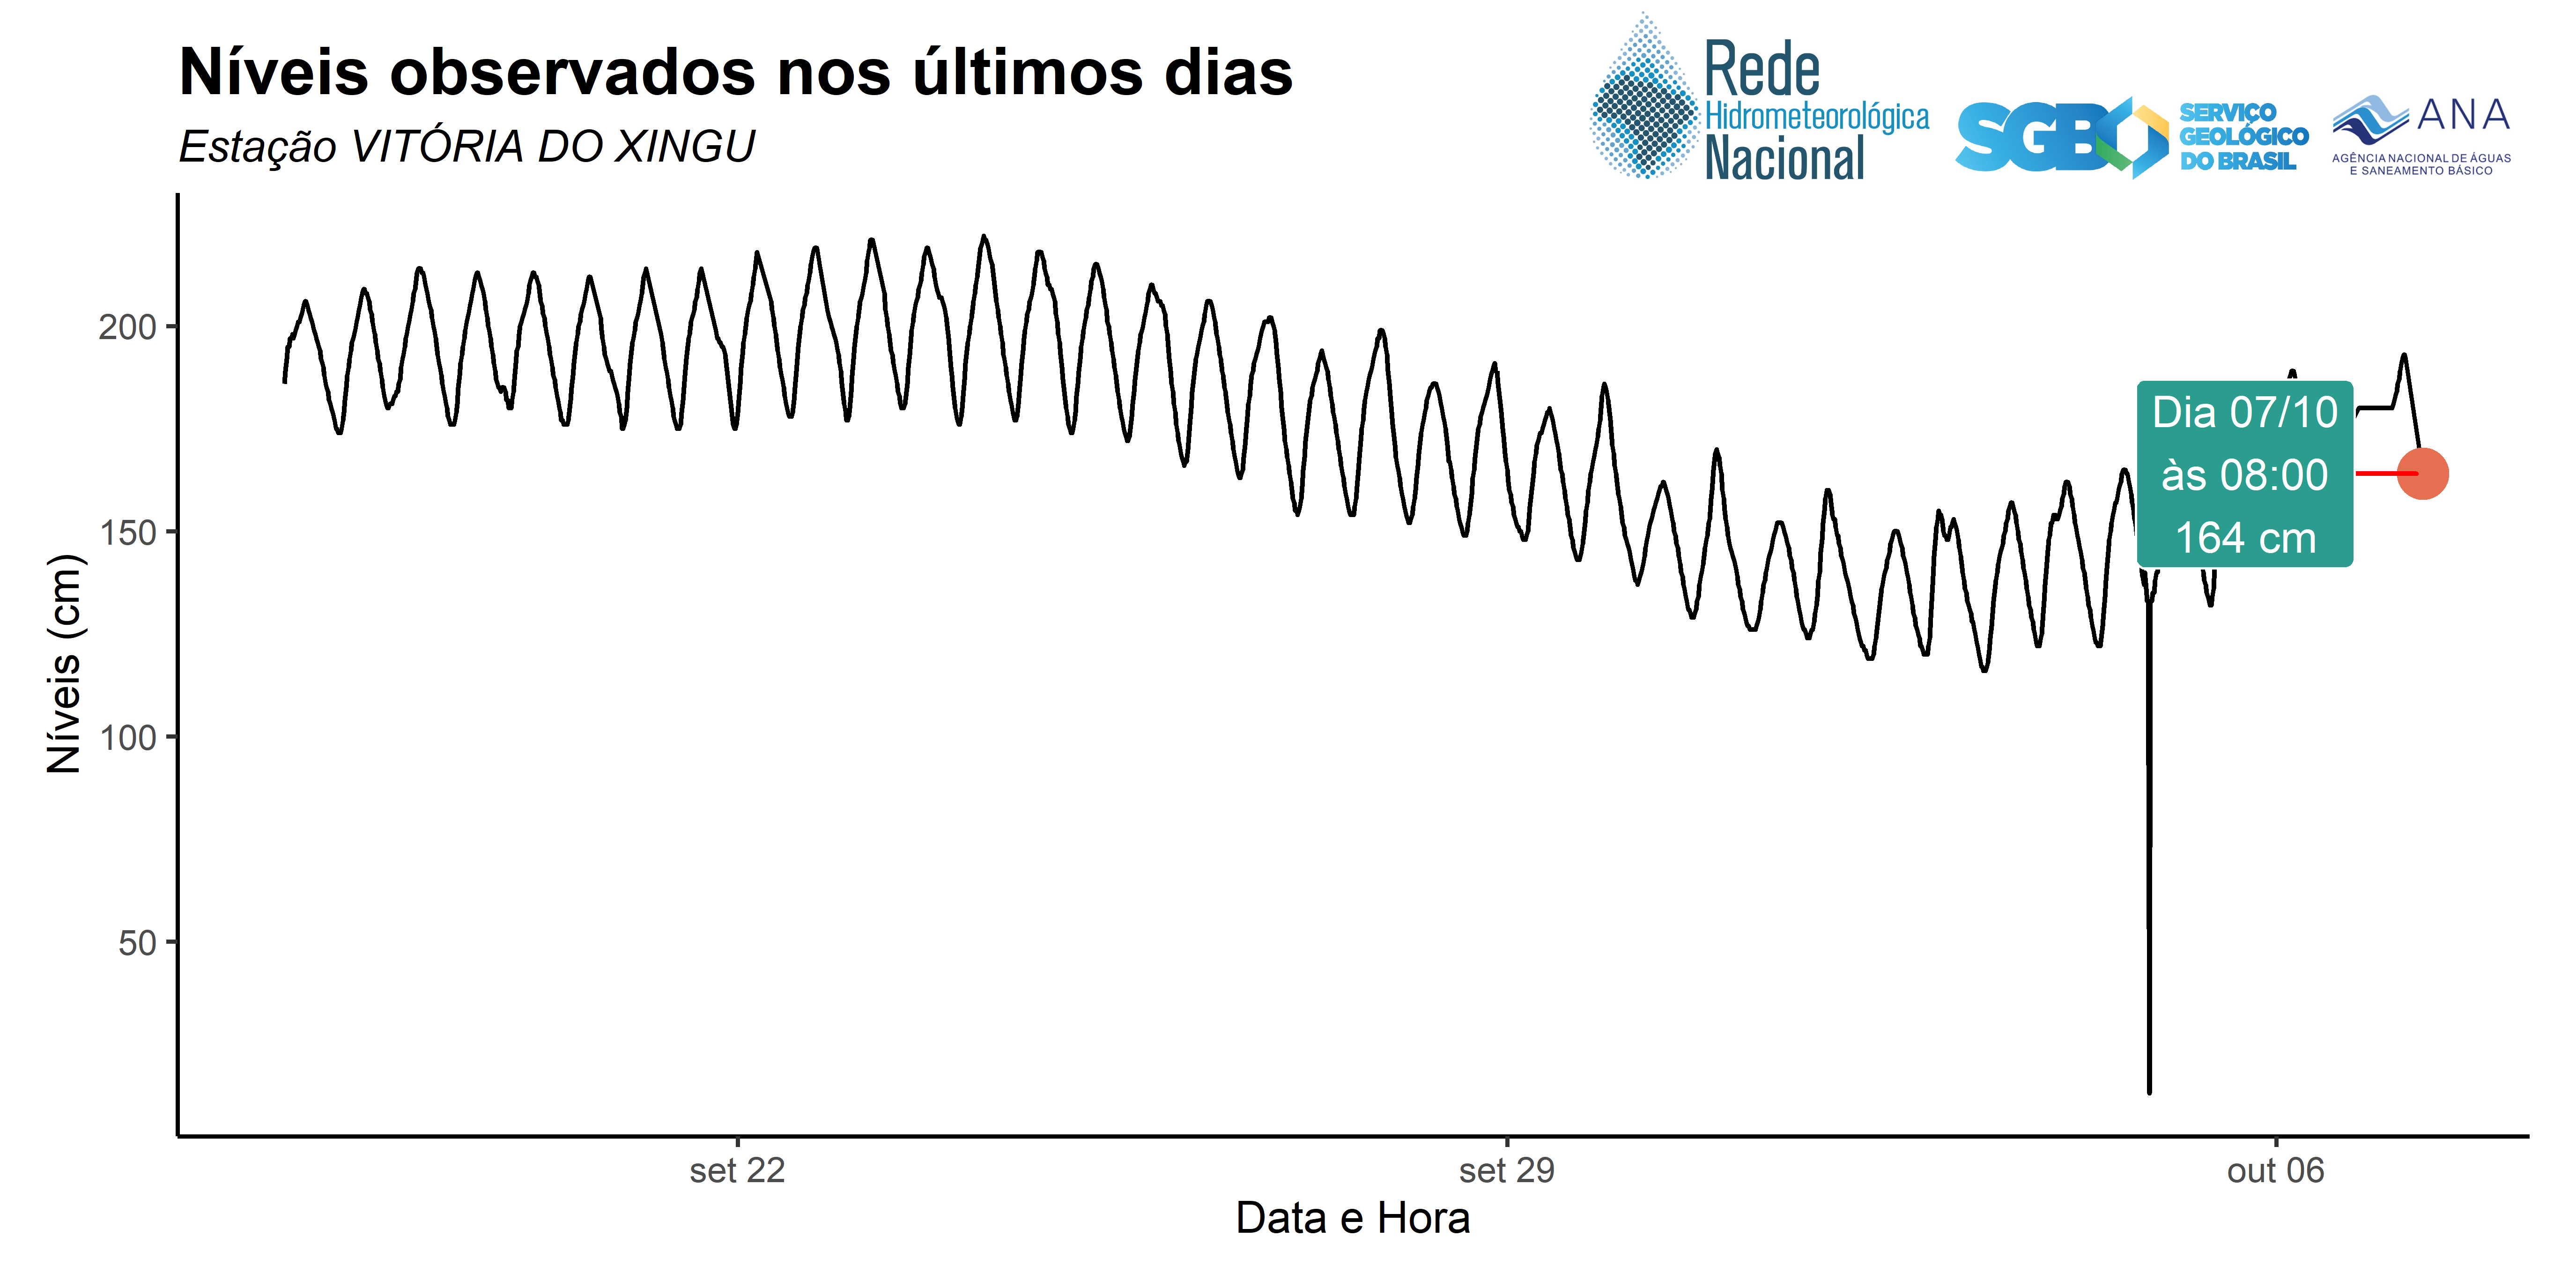 Níveis observados nos últimos dias
Estação VITÓRIA DO XINGU
Rede
Hidrometeorológica
Nacional
SGB
SERVIÇO
GEOLÓGICO
DO BRASIL
ANA
AGÊNCIA NACIONAL DE ÁGUAS
E SANEAMENTO BÁSICO
Níveis (cm)
200
150
100
50
Dia 07/10
às 08:00
164 cm
set 22
set 29
out 06
Data e Hora